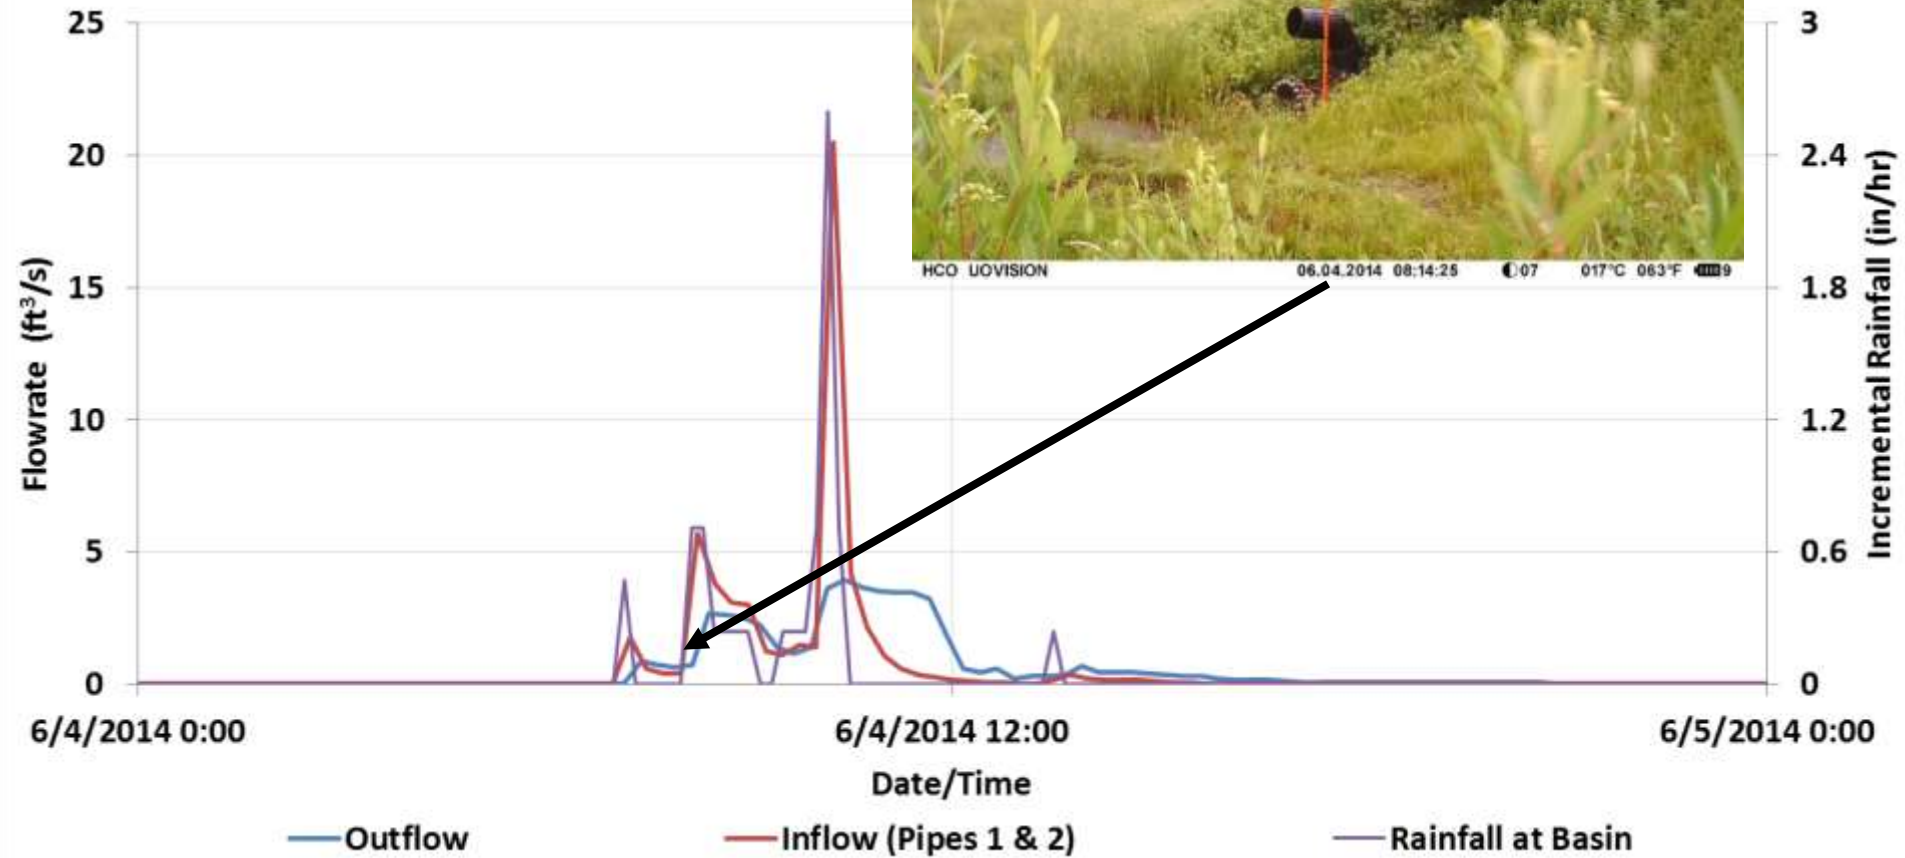 25
20
15
10
5
0
Flowrate (ft³/s)
3
2.4
1.8
1.2
0.6
0
Incremental Rainfall (in/hr)
HCO UOVISION 06.04.2014 08:14:25 07 017°C 063°F 9
6/4/2014 0:00 6/4/2014 12:00 6/5/2014 0:00
Date/Time
Outflow Inflow (Pipes 1 & 2) Rainfall at Basin